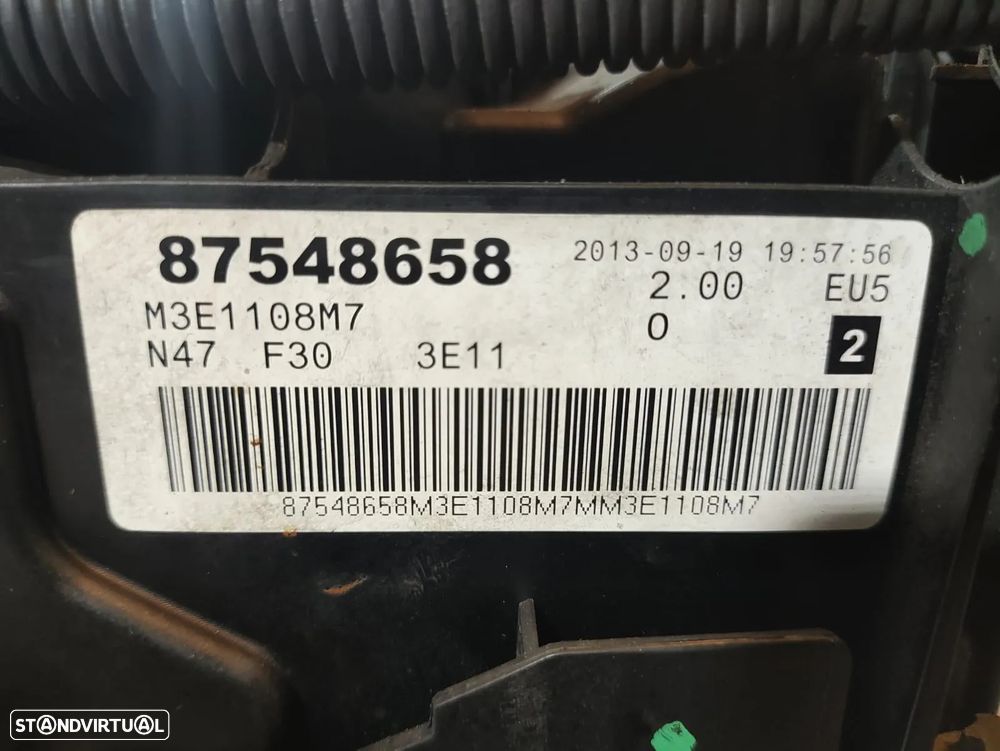 87548658 2013-09-19 19:57:56
M3E1108M7 2.00 EU5
N47 F30 3E11 0 2
87548658M3E1108M7MM3E1108M7
STANDVIRTUAL